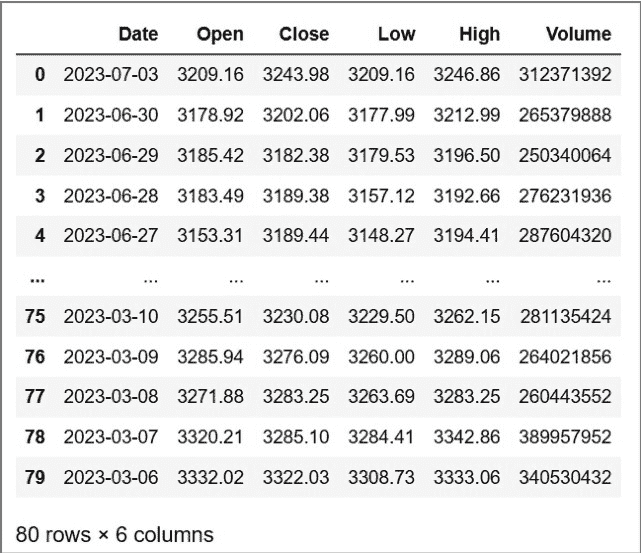 Date Open Close Low High Volume
0 2023-07-03 3209.16 3243.98 3209.16 3246.86 312371392
1 2023-06-30 3178.92 3202.06 3177.99 3212.99 265379888
2 2023-06-29 3185.42 3182.38 3179.53 3196.50 250340064
3 2023-06-28 3183.49 3189.38 3157.12 3192.66 276231936
4 2023-06-27 3153.31 3189.44 3148.27 3194.41 287604320
... ... ... ... ... ... ...
75 2023-03-10 3255.51 3230.08 3229.50 3262.15 281135424
76 2023-03-09 3285.94 3276.09 3260.00 3289.06 264021856
77 2023-03-08 3271.88 3283.25 3263.69 3283.25 260443552
78 2023-03-07 3320.21 3285.10 3284.41 3342.86 389957952
79 2023-03-06 3332.02 3322.03 3308.73 3333.06 340530432
80 rows × 6 columns